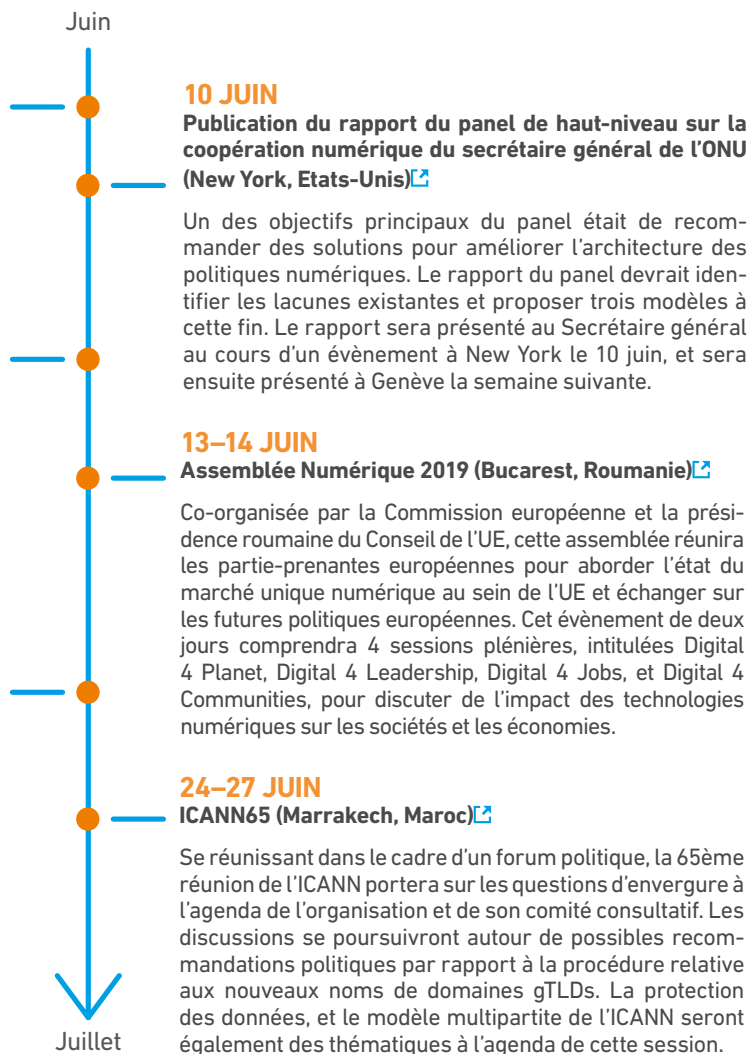 Juin
10 JUIN
Publication du rapport du panel de haut-niveau sur la
coopération numérique du secrétaire général de l'ONU
(New York, Etats-Unis)
Un des objectifs principaux du panel était de recom-
mander des solutions pour améliorer l'architecture des
politiques numériques. Le rapport du panel devrait iden-
tifier les lacunes existantes et proposer trois modèles à
cette fin. Le rapport sera présenté au Secrétaire général
au cours d'un évènement à New York le 10 juin, et sera
ensuite présenté à Genève la semaine suivante.
13–14 JUIN
Assemblée Numérique 2019 (Bucarest, Roumanie)
Co-organisée par la Commission européenne et la prési-
dence roumaine du Conseil de l'UE, cette assemblée réunira
les partie-prenantes européennes pour aborder l'état du
marché unique numérique au sein de l'UE et échanger sur
les futures politiques européennes. Cet évènement de deux
jours comprendra 4 sessions plénières, intitulées Digital
4 Planet, Digital 4 Leadership, Digital 4 Jobs, et Digital 4
Communities, pour discuter de l'impact des technologies
numériques sur les sociétés et les économies.
24–27 JUIN
ICANN65 (Marrakech, Maroc)
Se réunissant dans le cadre d'un forum politique, la 65ème
réunion de l'ICANN portera sur les questions d'envergure à
l'agenda de l'organisation et de son comité consultatif. Les
discussions se poursuivront autour de possibles recom-
mandations politiques par rapport à la procédure relative
aux nouveaux noms de domaines gTLDs. La protection
des données, et le modèle multipartite de l'ICANN seront
également des thématiques à l'agenda de cette session.
Juillet